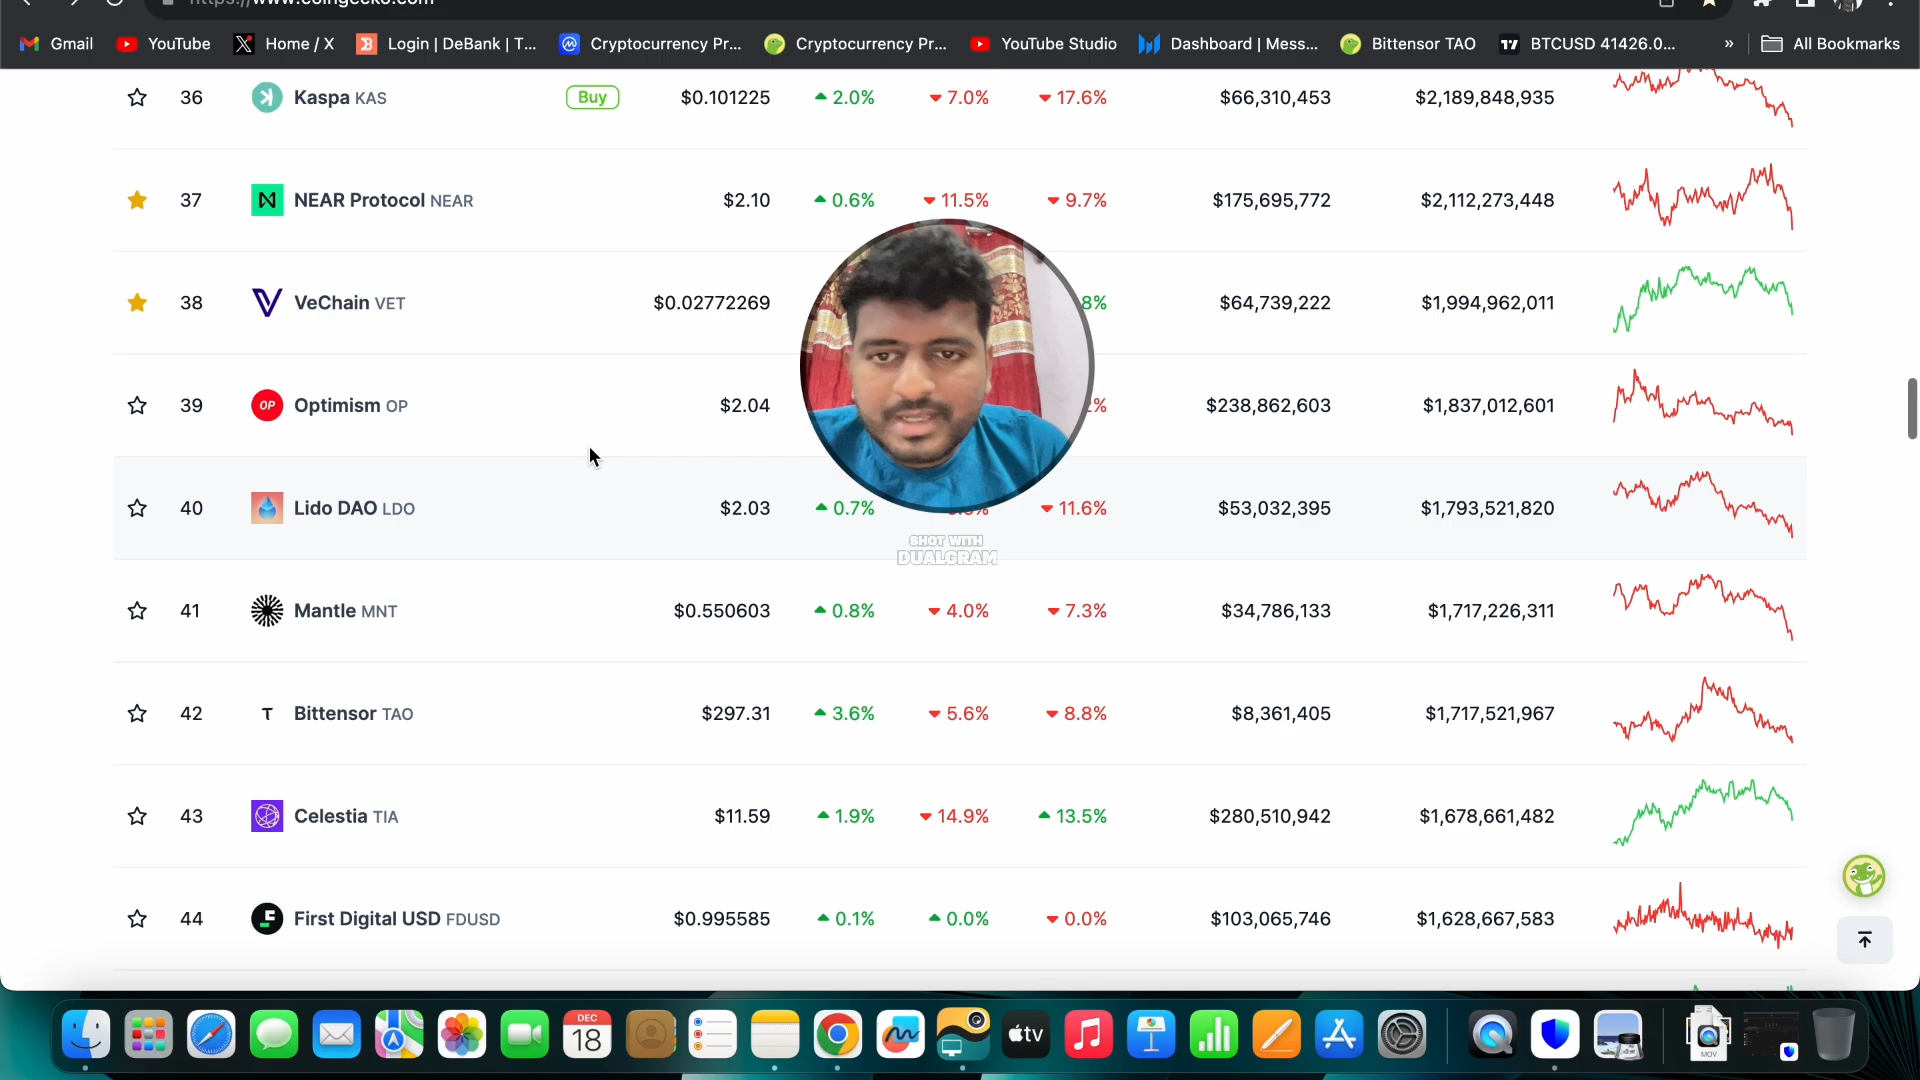 https://www.coingecko.com
Gmail YouTube Home / X Login | DeBank | T... Cryptocurrency Pr... Cryptocurrency Pr... YouTube Studio Dashboard | Mess... Bittensor TAO BTCUSD 41426.0... » All Bookmarks
36 Kaspa KAS Buy $0.101225 2.0% 7.0% 17.6% $66,310,453 $2,189,848,935
37 NEAR Protocol NEAR $2.10 0.6% 11.5% 9.7% $175,695,772 $2,112,273,448
38 VeChain VET $0.02772269 8% $64,739,222 $1,994,962,011
OP
39 Optimism OP $2.04 % $238,862,603 $1,837,012,601
40 Lido DAO LDO $2.03 0.7% 11.6% $53,032,395 $1,793,521,820
SHOT WITH
DUALGRAM
41 Mantle MNT $0.550603 0.8% 4.0% 7.3% $34,786,133 $1,717,226,311
42 Bittensor TAO $297.31 3.6% 5.6% 8.8% $8,361,405 $1,717,521,967
43 Celestia TIA $11.59 1.9% 14.9% 13.5% $280,510,942 $1,678,661,482
44 First Digital USD FDUSD $0.995585 0.1% 0.0% 0.0% $103,065,746 $1,628,667,583
DEC
18
tv
MOV